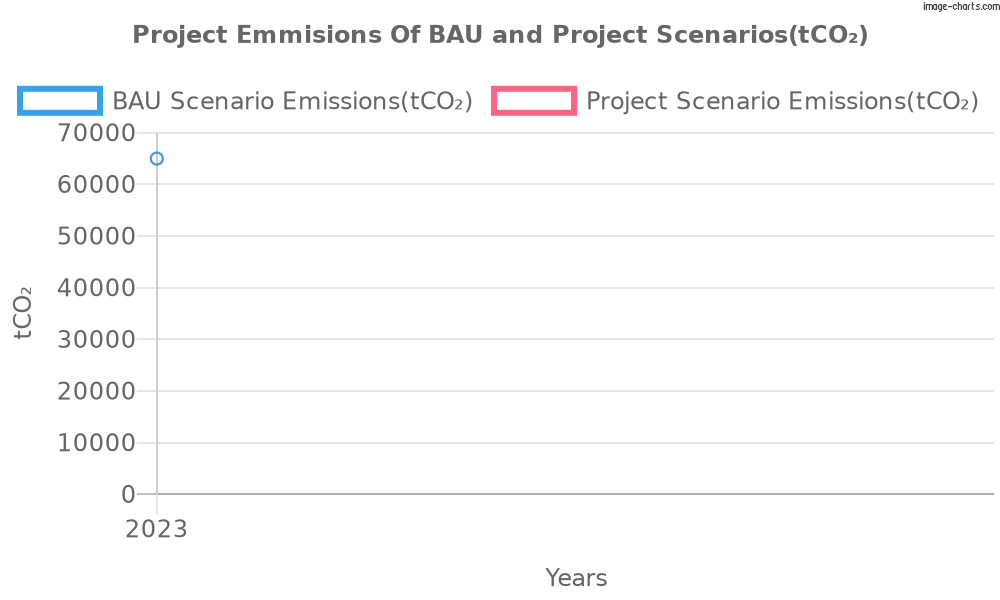 image-charts.com
Project Emmisions Of BAU and Project Scenarios(tCO₂)
BAU Scenario Emissions(tCO₂) Project Scenario Emissions(tCO₂)
70000
60000
50000
40000
30000
20000
10000
0
tCO₂
2023
Years